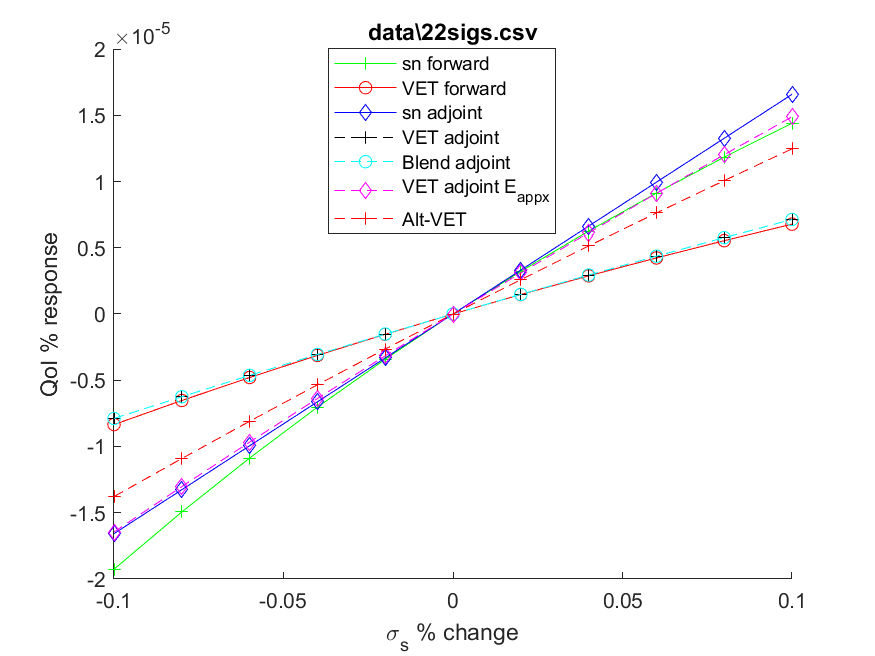 ×10-5
data\22sigs.csv
2
1.5
1
0.5
0
-0.5
-1
-1.5
-2
QoI % response
sn forward
VET forward
sn adjoint
VET adjoint
Blend adjoint
VET adjoint Eappx
Alt-VET
-0.1 -0.05 0 0.05 0.1
σs % change